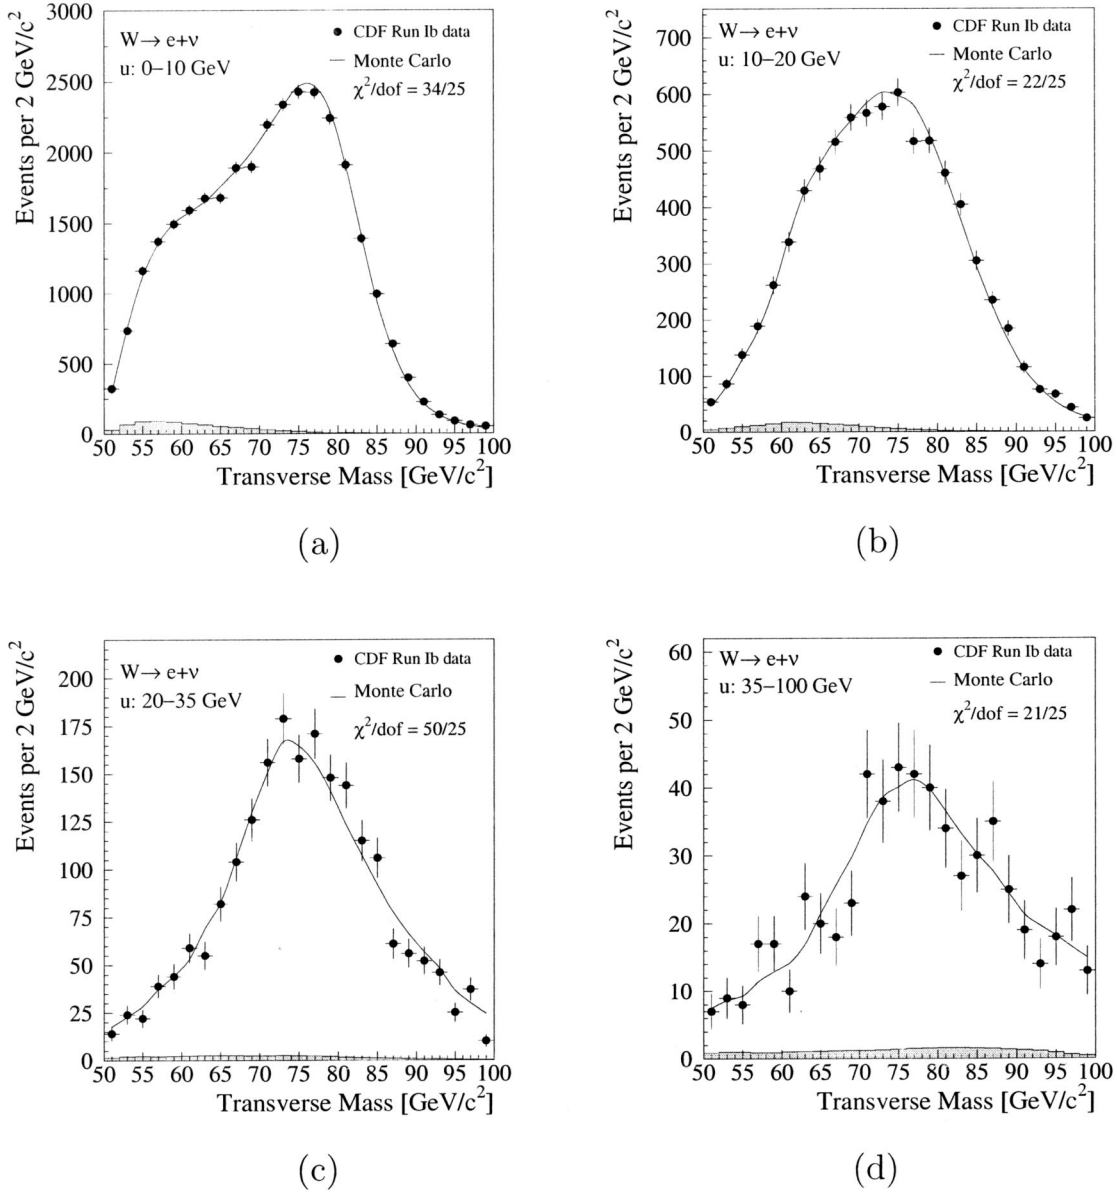 Events per 2 GeV/c²
3000
2500
2000
1500
1000
500
0
W→ e+ν
u: 0–10 GeV
CDF Run Ib data
Monte Carlo
χ²/dof = 34/25
50 55 60 65 70 75 80 85 90 95 100
Transverse Mass [GeV/c²]
(a)
Events per 2 GeV/c²
700
600
500
400
300
200
100
0
W→ e+ν
u: 10–20 GeV
CDF Run Ib data
Monte Carlo
χ²/dof = 22/25
50 55 60 65 70 75 80 85 90 95 100
Transverse Mass [GeV/c²]
(b)
Events per 2 GeV/c²
200
175
150
125
100
75
50
25
0
W→ e+ν
u: 20–35 GeV
CDF Run Ib data
Monte Carlo
χ²/dof = 50/25
50 55 60 65 70 75 80 85 90 95 100
Transverse Mass [GeV/c²]
(c)
Events per 2 GeV/c²
60
50
40
30
20
10
0
W→ e+ν
u: 35–100 GeV
CDF Run Ib data
Monte Carlo
χ²/dof = 21/25
50 55 60 65 70 75 80 85 90 95 100
Transverse Mass [GeV/c²]
(d)